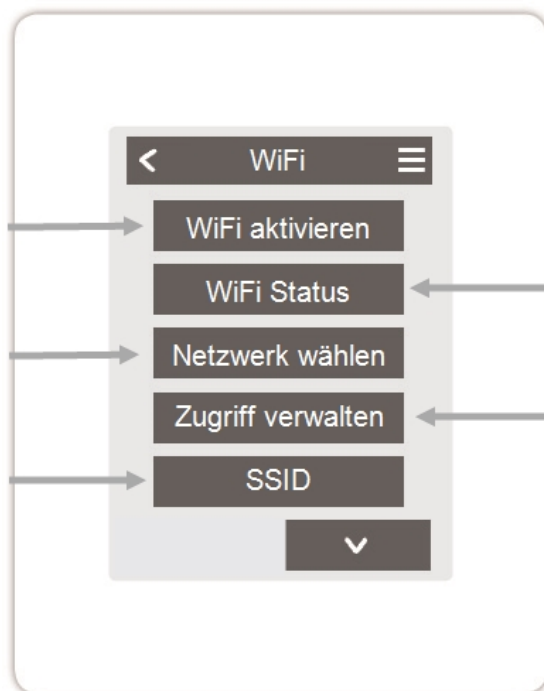 WiFi
WiFi aktivieren
WiFi Status
Netzwerk wählen
Zugriff verwalten
SSID